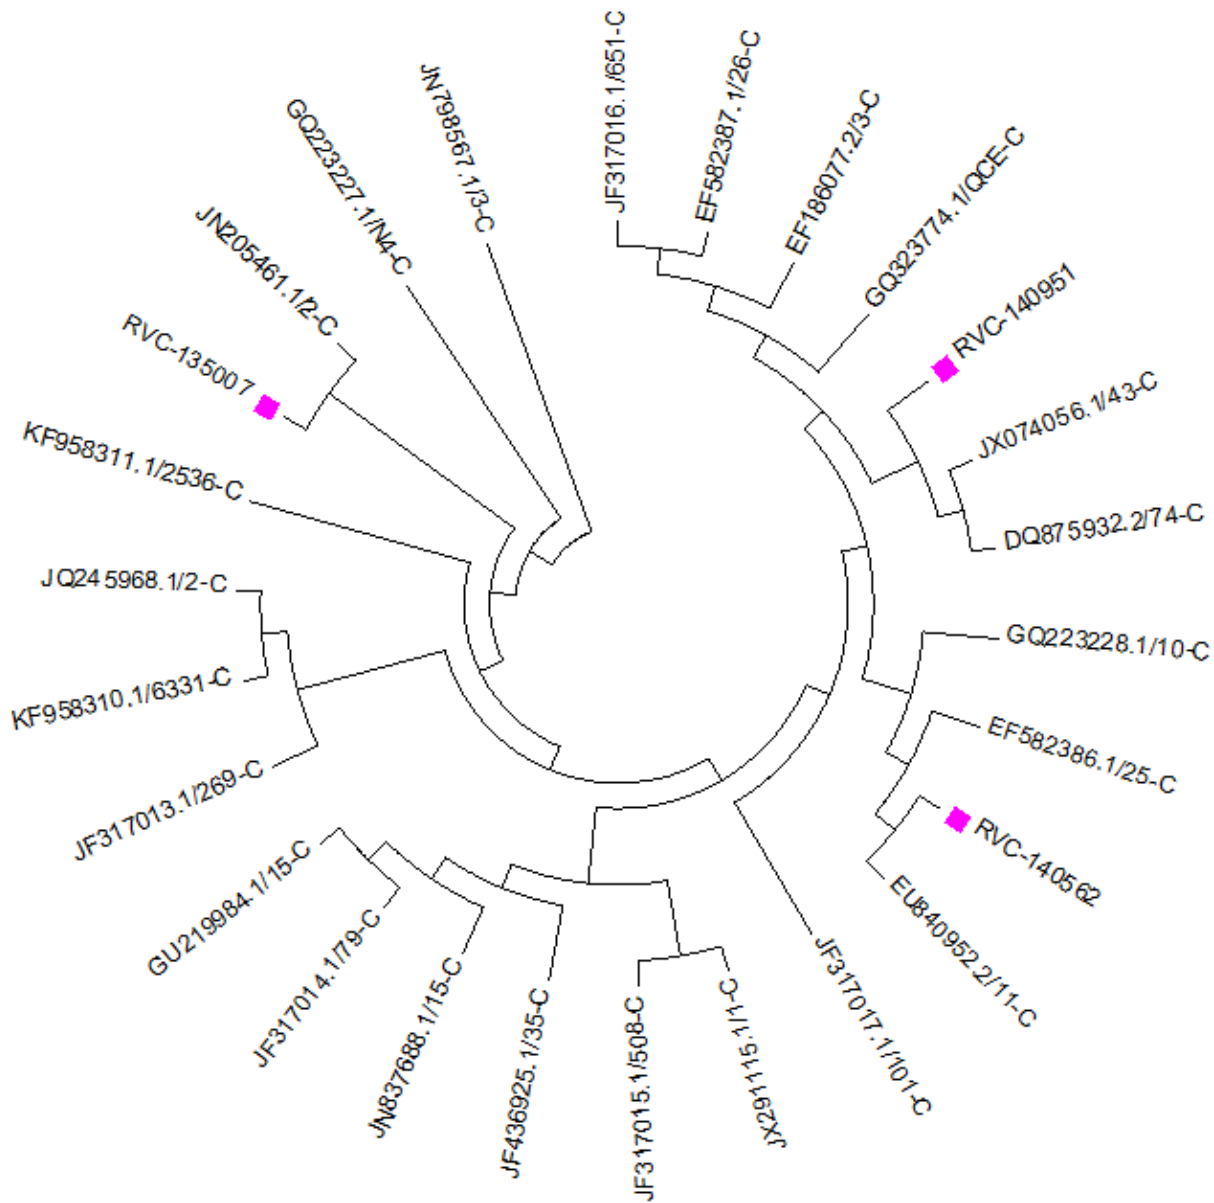 JF317016.1/651-C
EF582387.1/26-C
EF186077.2/3-C
GQ323774.1/QCE-C
RVC-140951
JX074056.1/43-C
DQ875932.2/74-C
GQ223228.1/10-C
EF582386.1/25-C
RVC-140562
EU840952.2/11-C
JF317017.1/101-C
JX291115.1/1-C
JF317015.1/508-C
JF436925.1/35-C
JN837688.1/15-C
JF317014.1/79-C
GU219984.1/15-C
JF317013.1/269-C
KF958310.1/6331-C
JQ245968.1/2-C
KF958311.1/2536-C
RVC-135007
JN205461.1/2-C
GQ223227.1/N4-C
JN798567.1/3-C